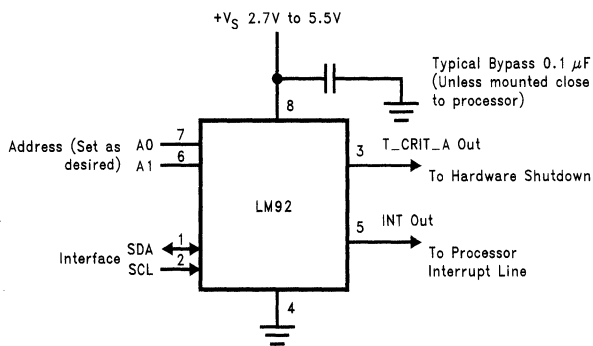 +VS 2.7V to 5.5V
Typical Bypass 0.1 μF
(Unless mounted close
to processor)
8
Address (Set as
desired)
A0 7
A1 6
3 T_CRIT_A Out
To Hardware Shutdown
LM92
5 INT Out
To Processor
Interrupt Line
Interface
SDA 1
SCL 2
4